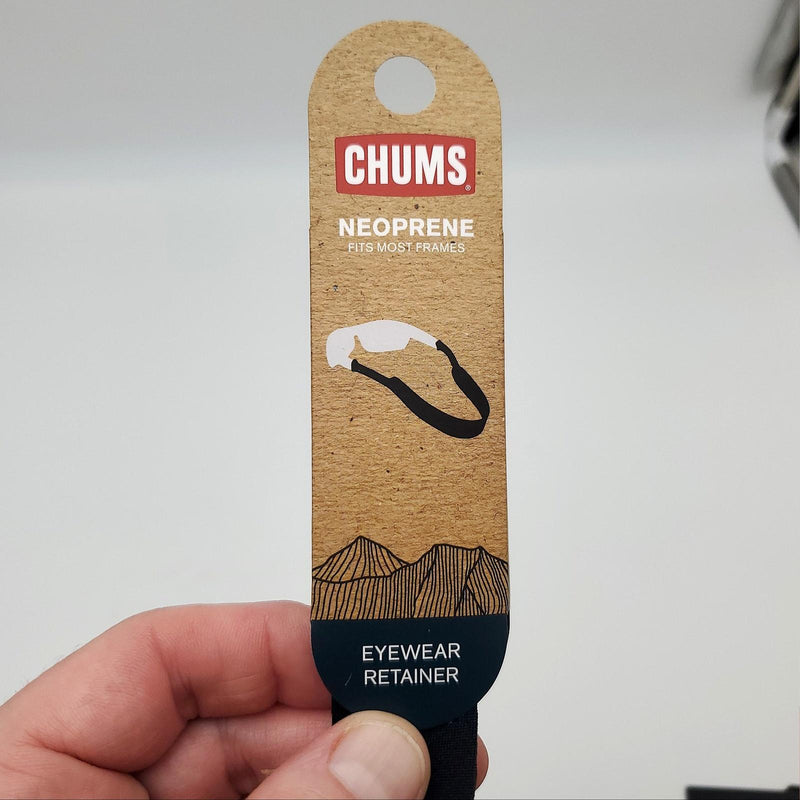 CHUMS®
NEOPRENE
FITS MOST FRAMES
EYEWEAR
RETAINER